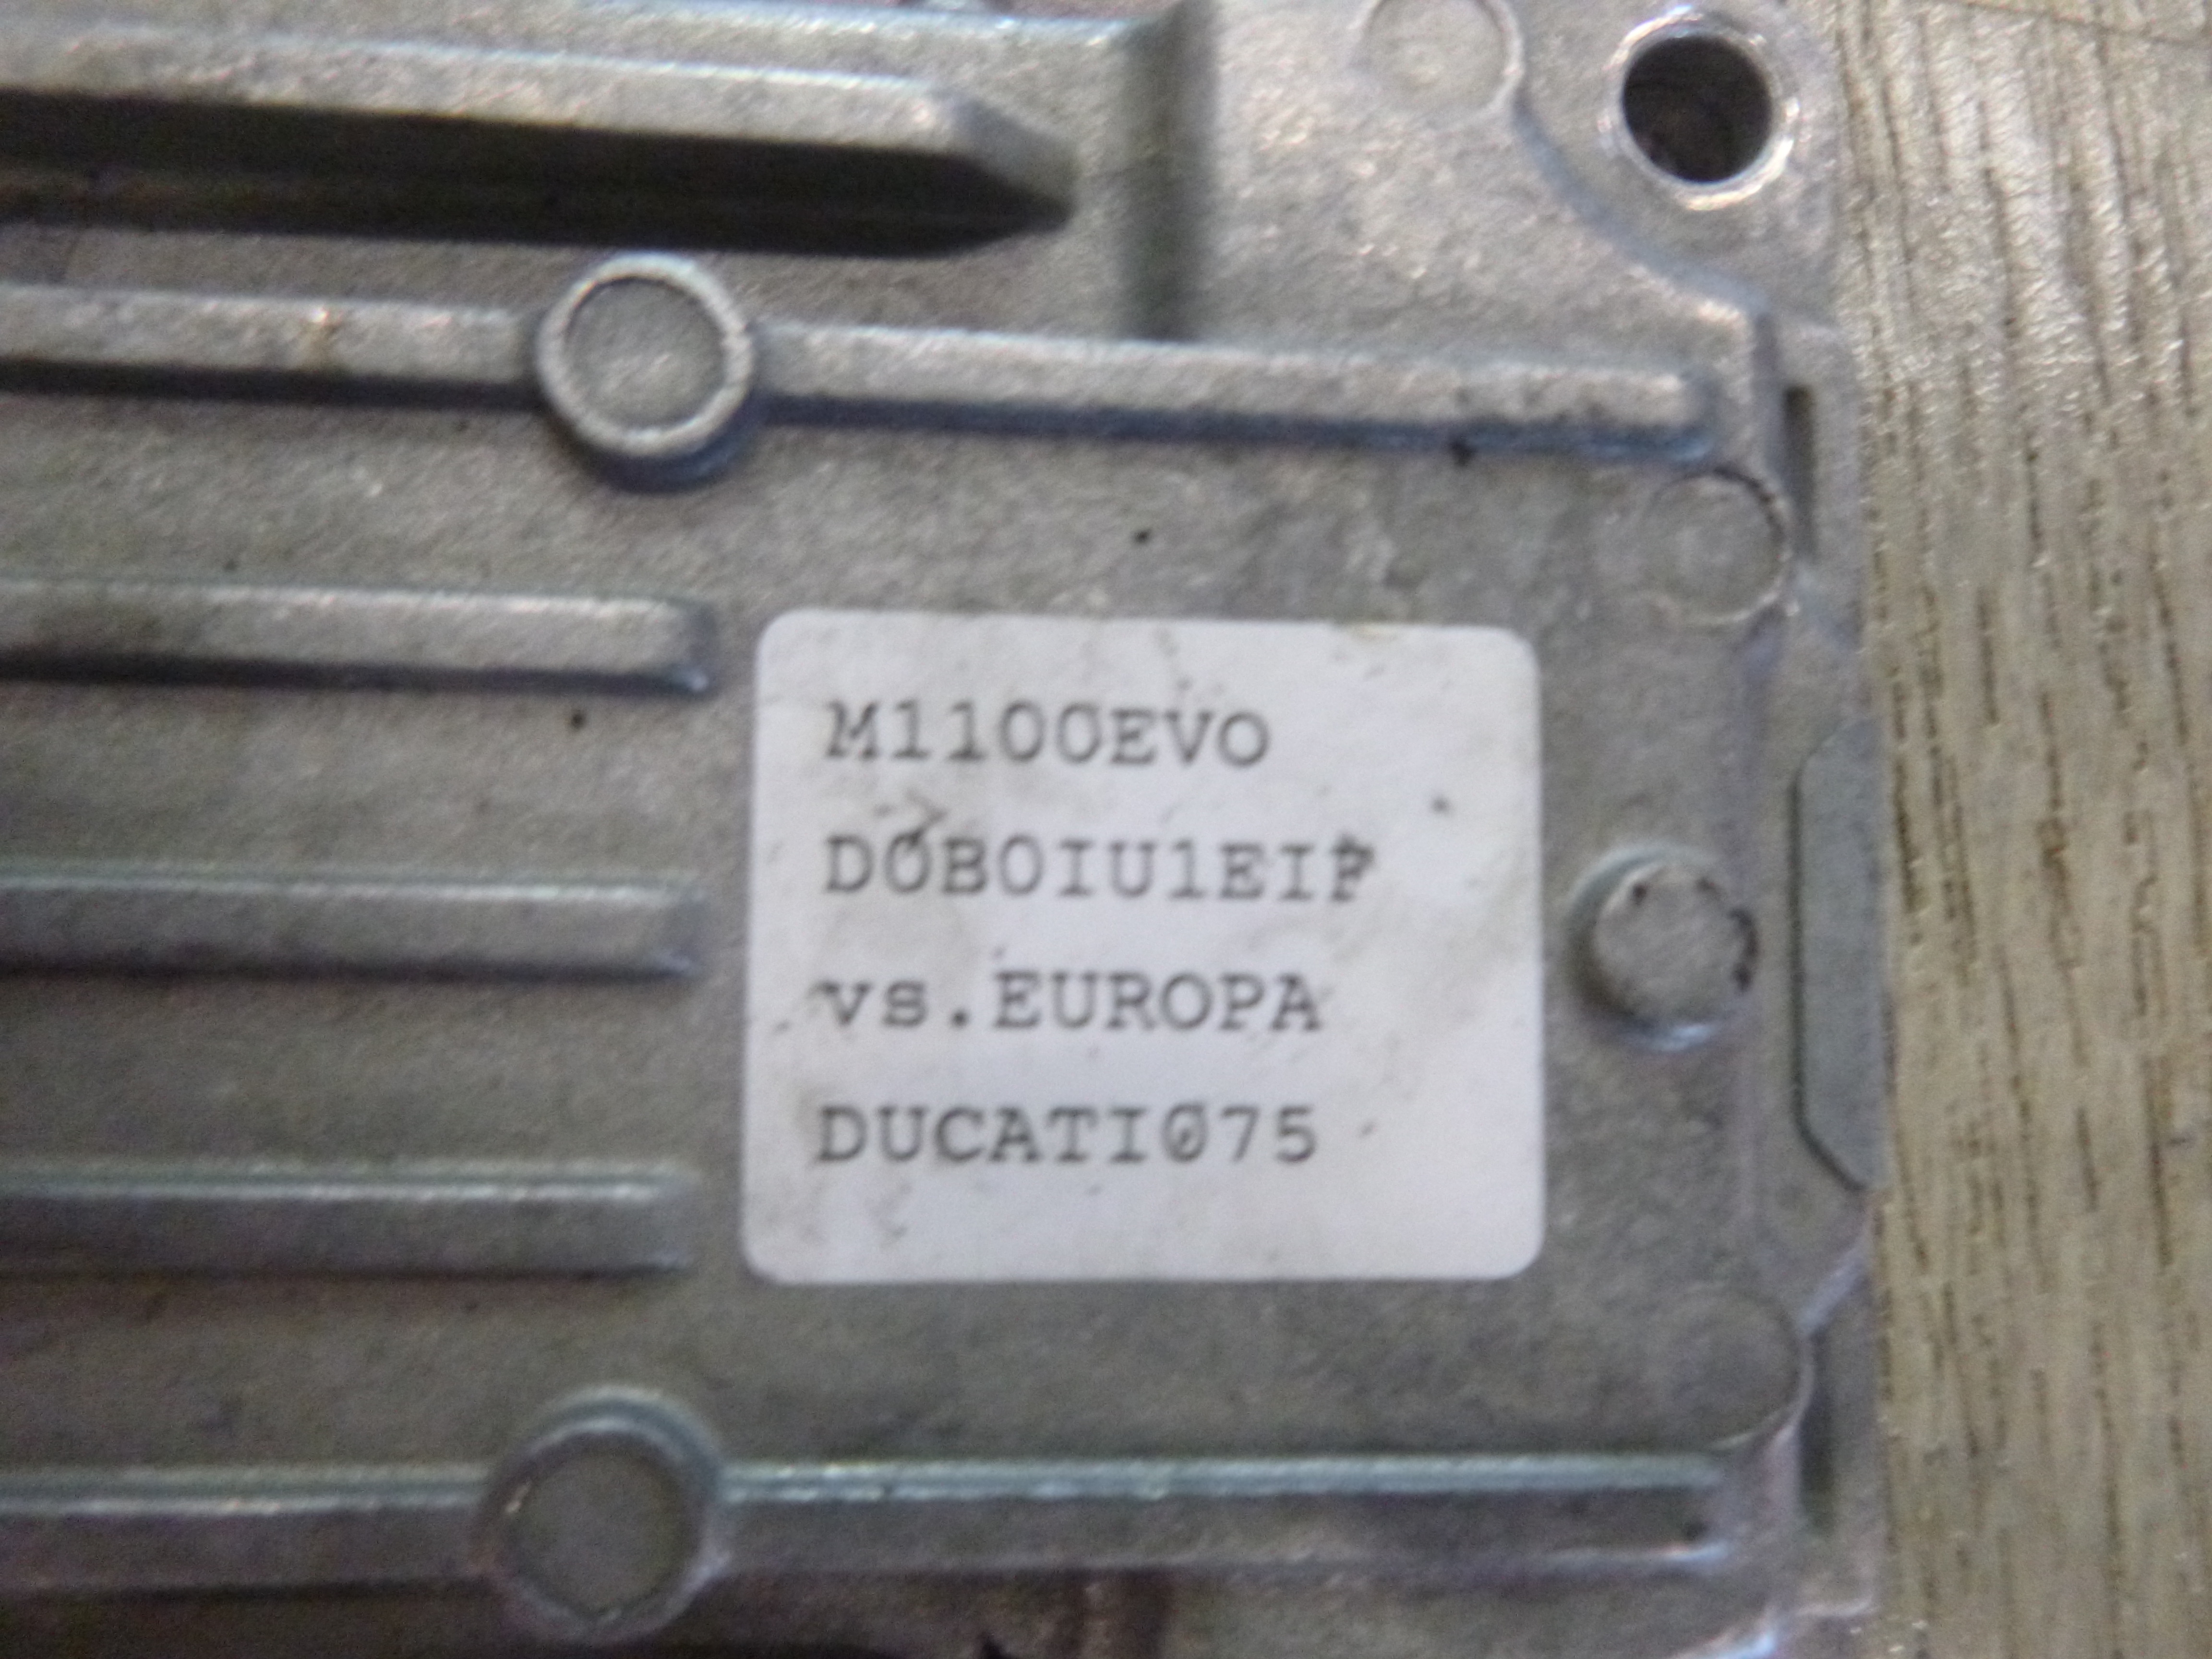 M1100EVO
D0B0IU1EIP
vs.EUROPA
DUCATI075